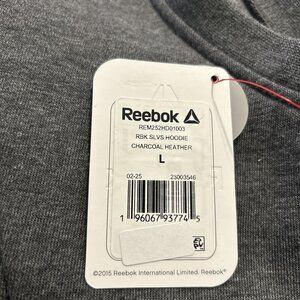 Reebok
REM252HD01003
RBK SLVS HOODIE
CHARCOAL HEATHER
L
02-25 23003546
1 96067 93774 5
©2015 Reebok International Limited. Reebok®